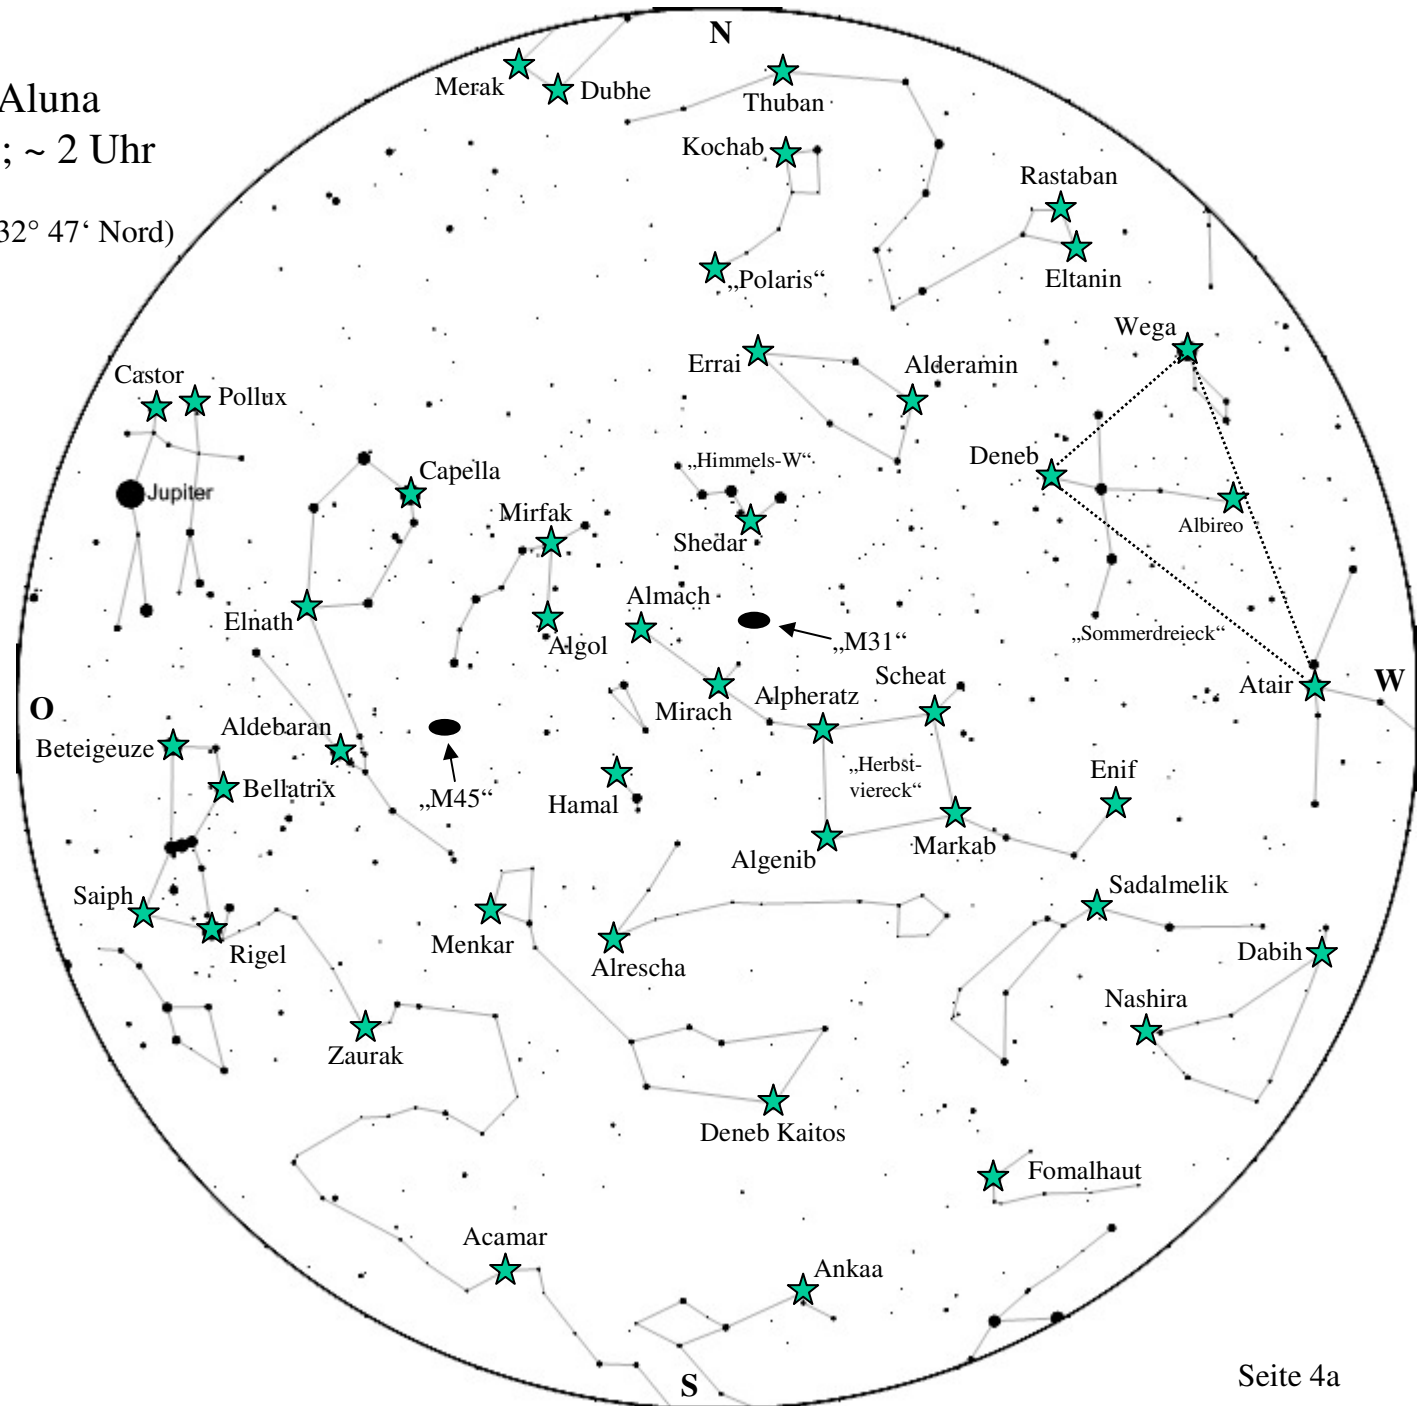 N
Merak
Dubhe
Aluna
Thuban
; ~ 2 Uhr
Kochab
Rastaban
32° 47‘ Nord)
„Polaris“
Eltanin
Wega
Errai
Alderamin
Castor
Pollux
Deneb
„Himmels-W“
Capella
Jupiter
Mirfak
Albireo
Shedar
Almach
Elnath
Algol
„M31“
„Sommerdreieck“
Scheat
Atair
W
Alpheratz
O
Mirach
Aldebaran
Beteigeuze
„Herbst-
viereck“
Enif
Bellatrix
„M45“
Hamal
Algenib
Markab
Saiph
Sadalmelik
Rigel
Menkar
Alrescha
Dabih
Nashira
Zaurak
Deneb Kaitos
Fomalhaut
Acamar
Ankaa
S
Seite 4a